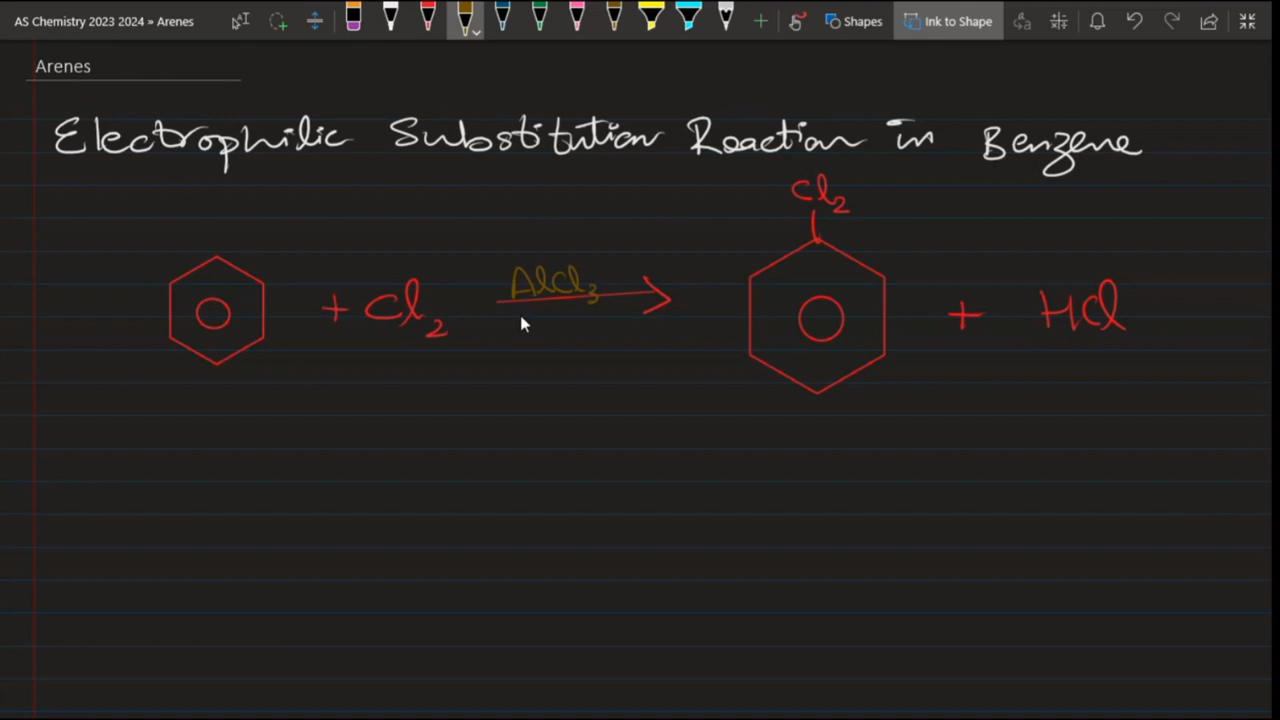 AS Chemistry 2023 2024 » Arenes
Shapes
Ink to Shape
Arenes
Electrophilic Substitution Reaction in Benzene
Cl₂
+ Cl₂ AlCl₃ + HCl